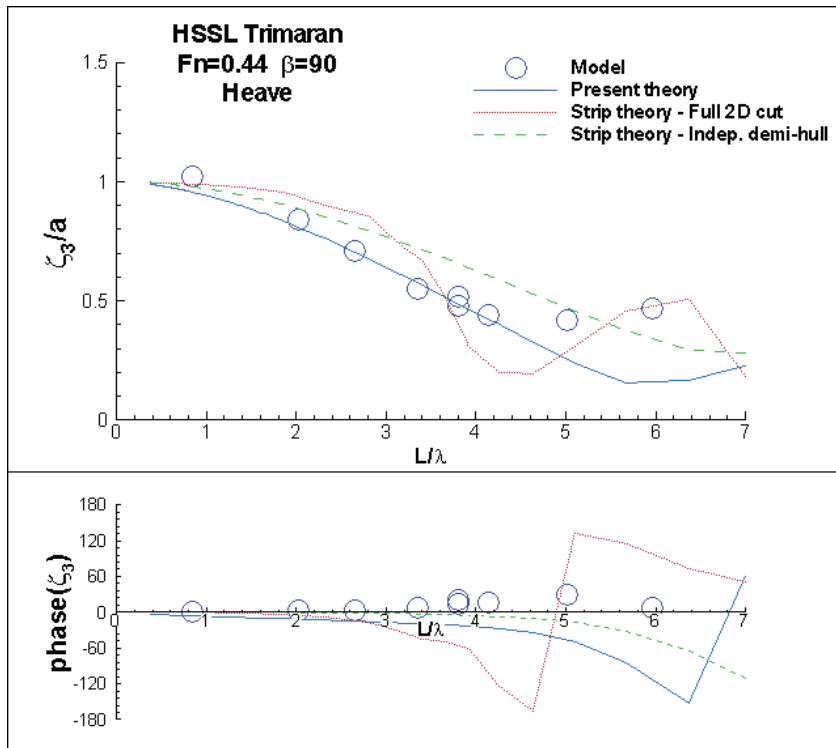 HSSL Trimaran
Fn=0.44 β=90
Heave
Model
Present theory
Strip theory - Full 2D cut
Strip theory - Indep. demi-hull
1.5
1
0.5
0
ζ3/a
0 1 2 3 4 5 6 7
L/λ
180
120
60
0
-60
-120
-180
phase(ζ3)
0 1 2 3 4 5 6 7
L/λ